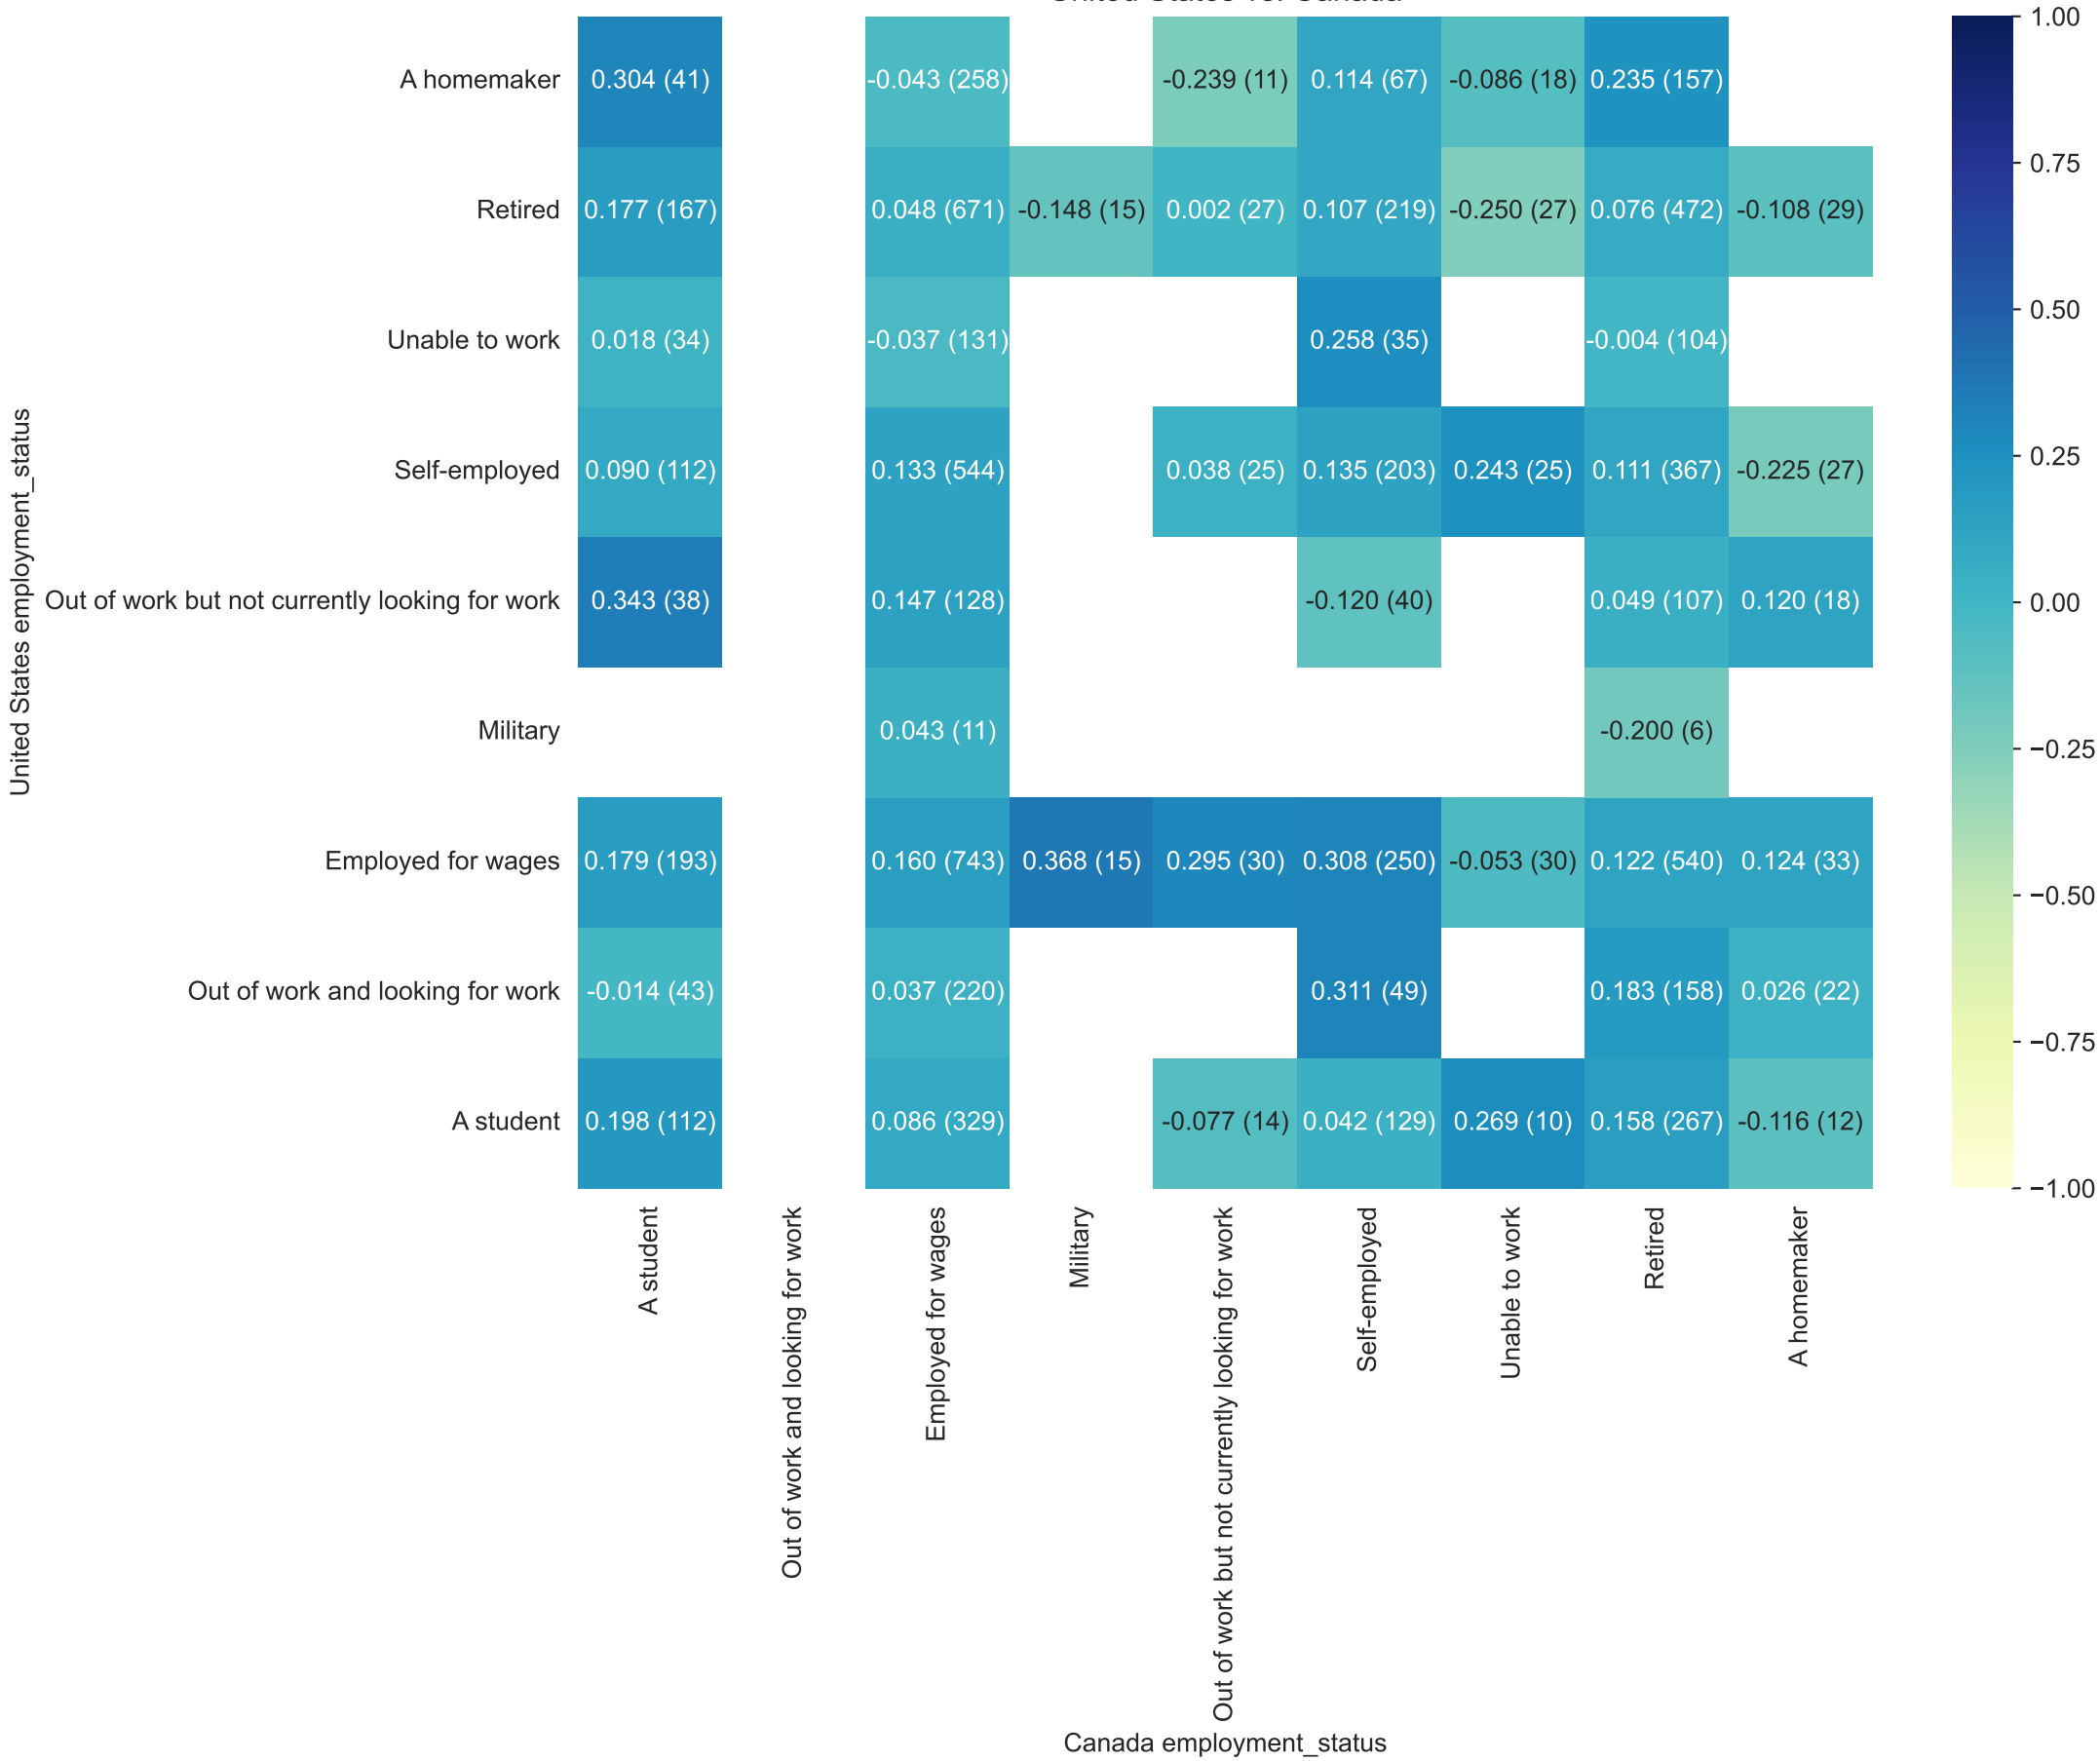 United States vs. Canada
A homemaker 0.304 (41) -0.043 (258) -0.239 (11) 0.114 (67) -0.086 (18) 0.235 (157)
Retired 0.177 (167) 0.048 (671) -0.148 (15) 0.002 (27) 0.107 (219) -0.250 (27) 0.076 (472) -0.108 (29)
Unable to work 0.018 (34) -0.037 (131) 0.258 (35) -0.004 (104)
Self-employed 0.090 (112) 0.133 (544) 0.038 (25) 0.135 (203) 0.243 (25) 0.111 (367) -0.225 (27)
Out of work but not currently looking for work 0.343 (38) 0.147 (128) -0.120 (40) 0.049 (107) 0.120 (18)
Military 0.043 (11) -0.200 (6)
Employed for wages 0.179 (193) 0.160 (743) 0.368 (15) 0.295 (30) 0.308 (250) -0.053 (30) 0.122 (540) 0.124 (33)
Out of work and looking for work -0.014 (43) 0.037 (220) 0.311 (49) 0.183 (158) 0.026 (22)
A student 0.198 (112) 0.086 (329) -0.077 (14) 0.042 (129) 0.269 (10) 0.158 (267) -0.116 (12)
United States employment_status
A student
Out of work and looking for work
Employed for wages
Military
Out of work but not currently looking for work
Self-employed
Unable to work
Retired
A homemaker
Canada employment_status
1.00
0.75
0.50
0.25
0.00
−0.25
−0.50
−0.75
−1.00